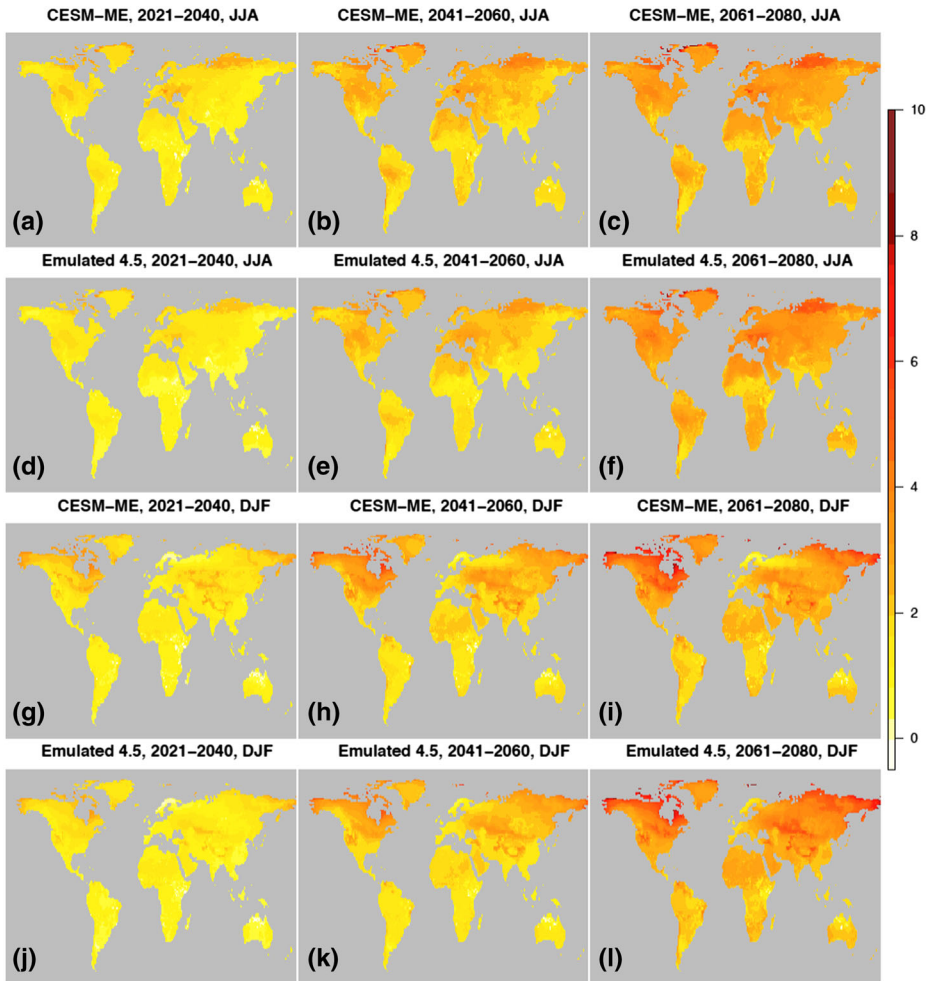 CESM−ME, 2021−2040, JJA
CESM−ME, 2041−2060, JJA
CESM−ME, 2061−2080, JJA
(a)
(b)
(c)
Emulated 4.5, 2021−2040, JJA
Emulated 4.5, 2041−2060, JJA
Emulated 4.5, 2061−2080, JJA
(d)
(e)
(f)
CESM−ME, 2021−2040, DJF
CESM−ME, 2041−2060, DJF
CESM−ME, 2061−2080, DJF
(g)
(h)
(i)
Emulated 4.5, 2021−2040, DJF
Emulated 4.5, 2041−2060, DJF
Emulated 4.5, 2061−2080, DJF
(j)
(k)
(l)
10
8
6
4
2
0